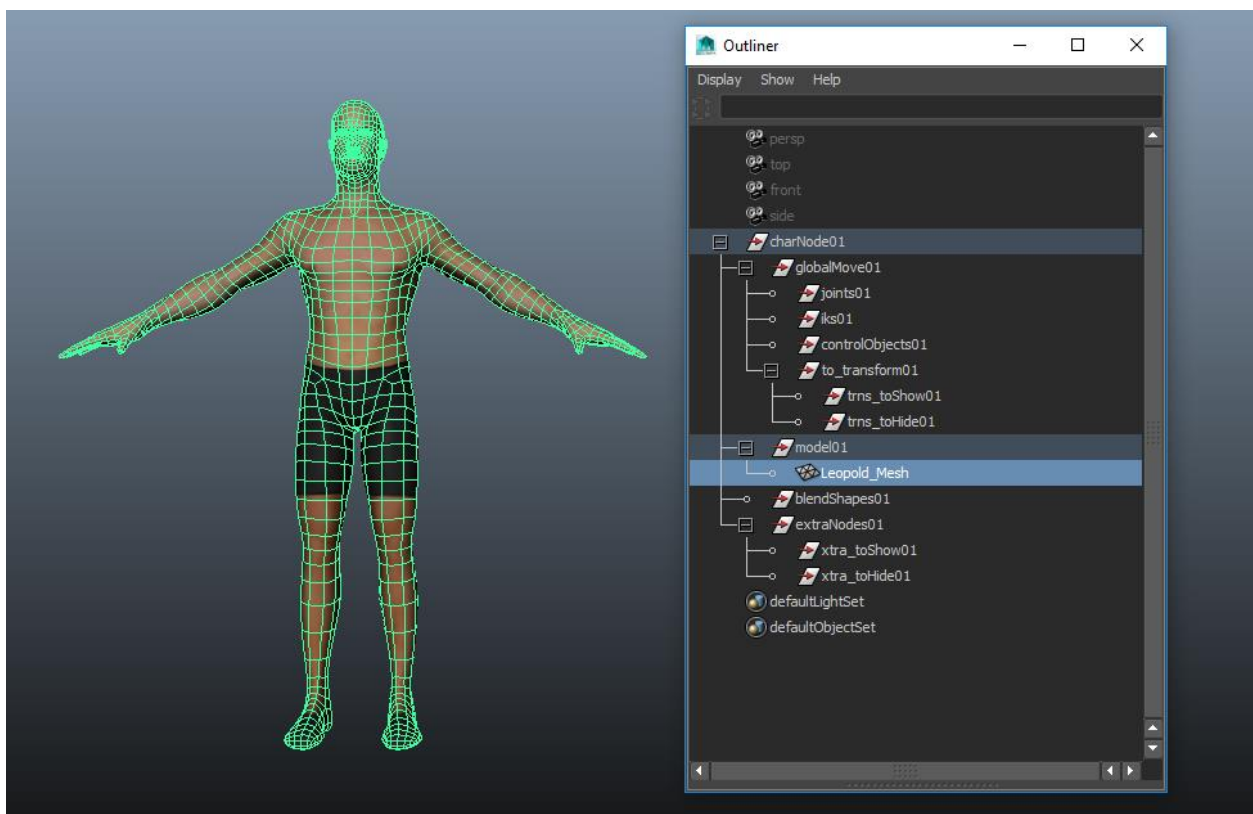 Outliner
Display Show Help
persp
top
front
side
charNode01
globalMove01
joints01
iks01
controlObjects01
to_transform01
trns_toShow01
trns_toHide01
model01
Leopold_Mesh
blendShapes01
extraNodes01
xtra_toShow01
xtra_toHide01
defaultLightSet
defaultObjectSet